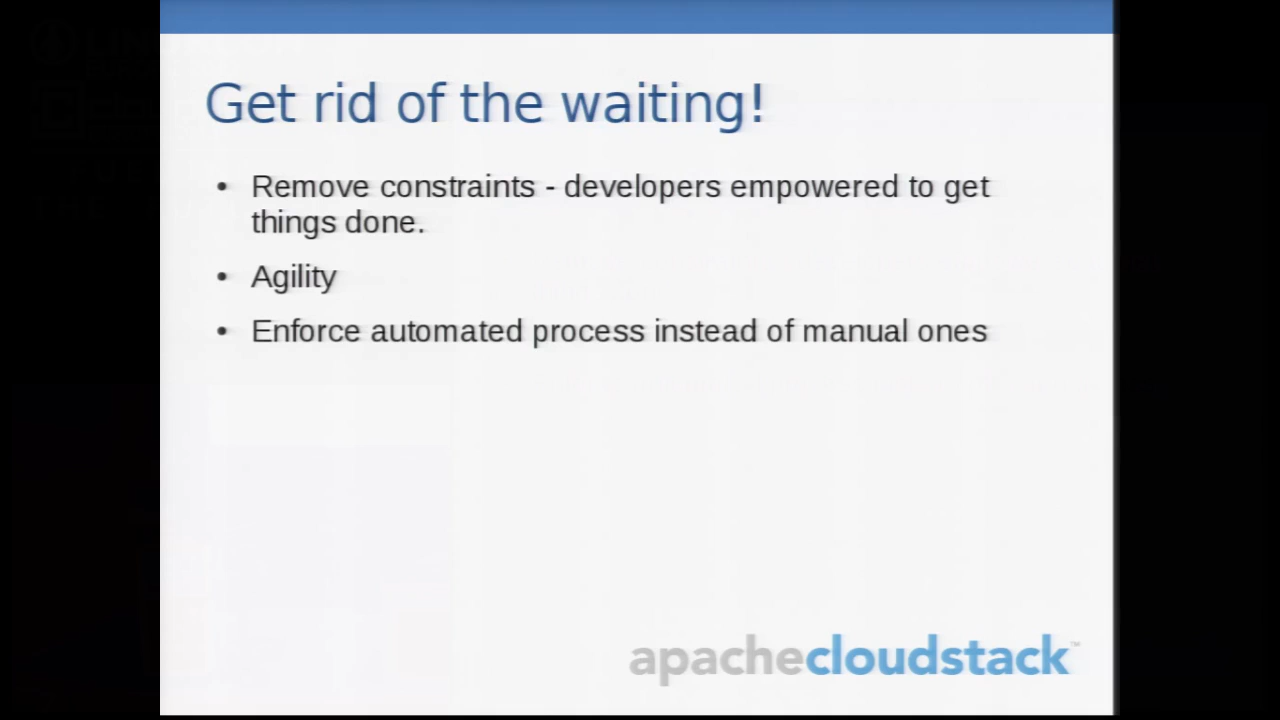 Get rid of the waiting!
• Remove constraints - developers empowered to get
things done.
• Agility
• Enforce automated process instead of manual ones
apachecloudstack™